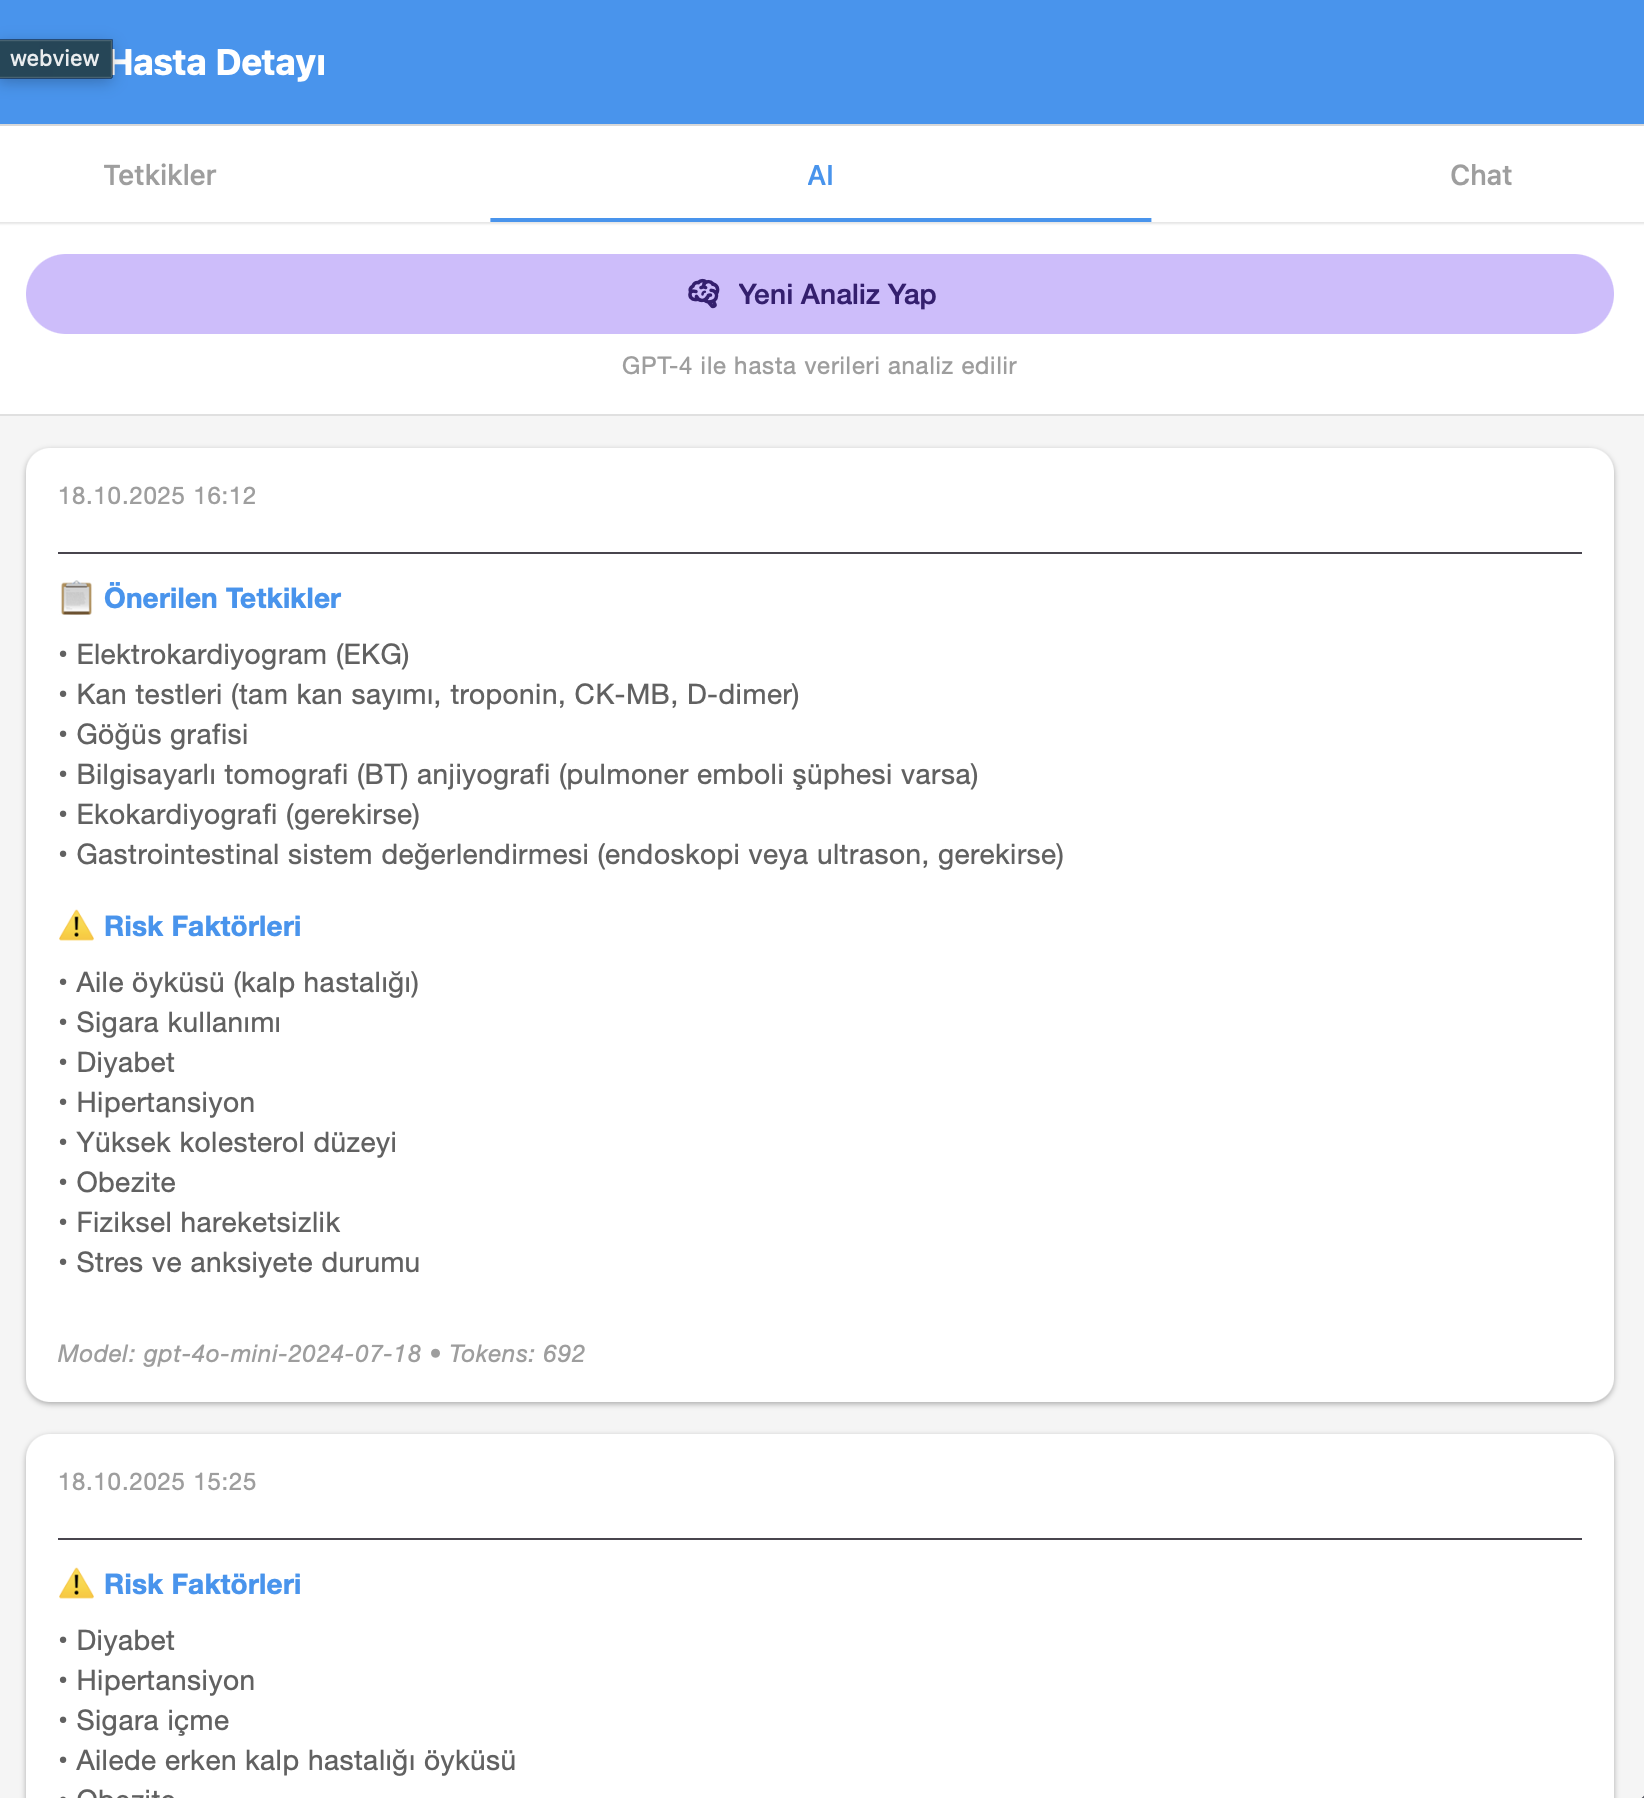 webview
Hasta Detayı
Tetkikler
AI
Chat
Yeni Analiz Yap
GPT-4 ile hasta verileri analiz edilir
18.10.2025 16:12
Önerilen Tetkikler
• Elektrokardiyogram (EKG)
• Kan testleri (tam kan sayımı, troponin, CK-MB, D-dimer)
• Göğüs grafisi
• Bilgisayarlı tomografi (BT) anjiyografi (pulmoner emboli şüphesi varsa)
• Ekokardiyografi (gerekirse)
• Gastrointestinal sistem değerlendirmesi (endoskopi veya ultrason, gerekirse)
Risk Faktörleri
• Aile öyküsü (kalp hastalığı)
• Sigara kullanımı
• Diyabet
• Hipertansiyon
• Yüksek kolesterol düzeyi
• Obezite
• Fiziksel hareketsizlik
• Stres ve anksiyete durumu
Model: gpt-4o-mini-2024-07-18 • Tokens: 692
18.10.2025 15:25
Risk Faktörleri
• Diyabet
• Hipertansiyon
• Sigara içme
• Ailede erken kalp hastalığı öyküsü
• Obezite